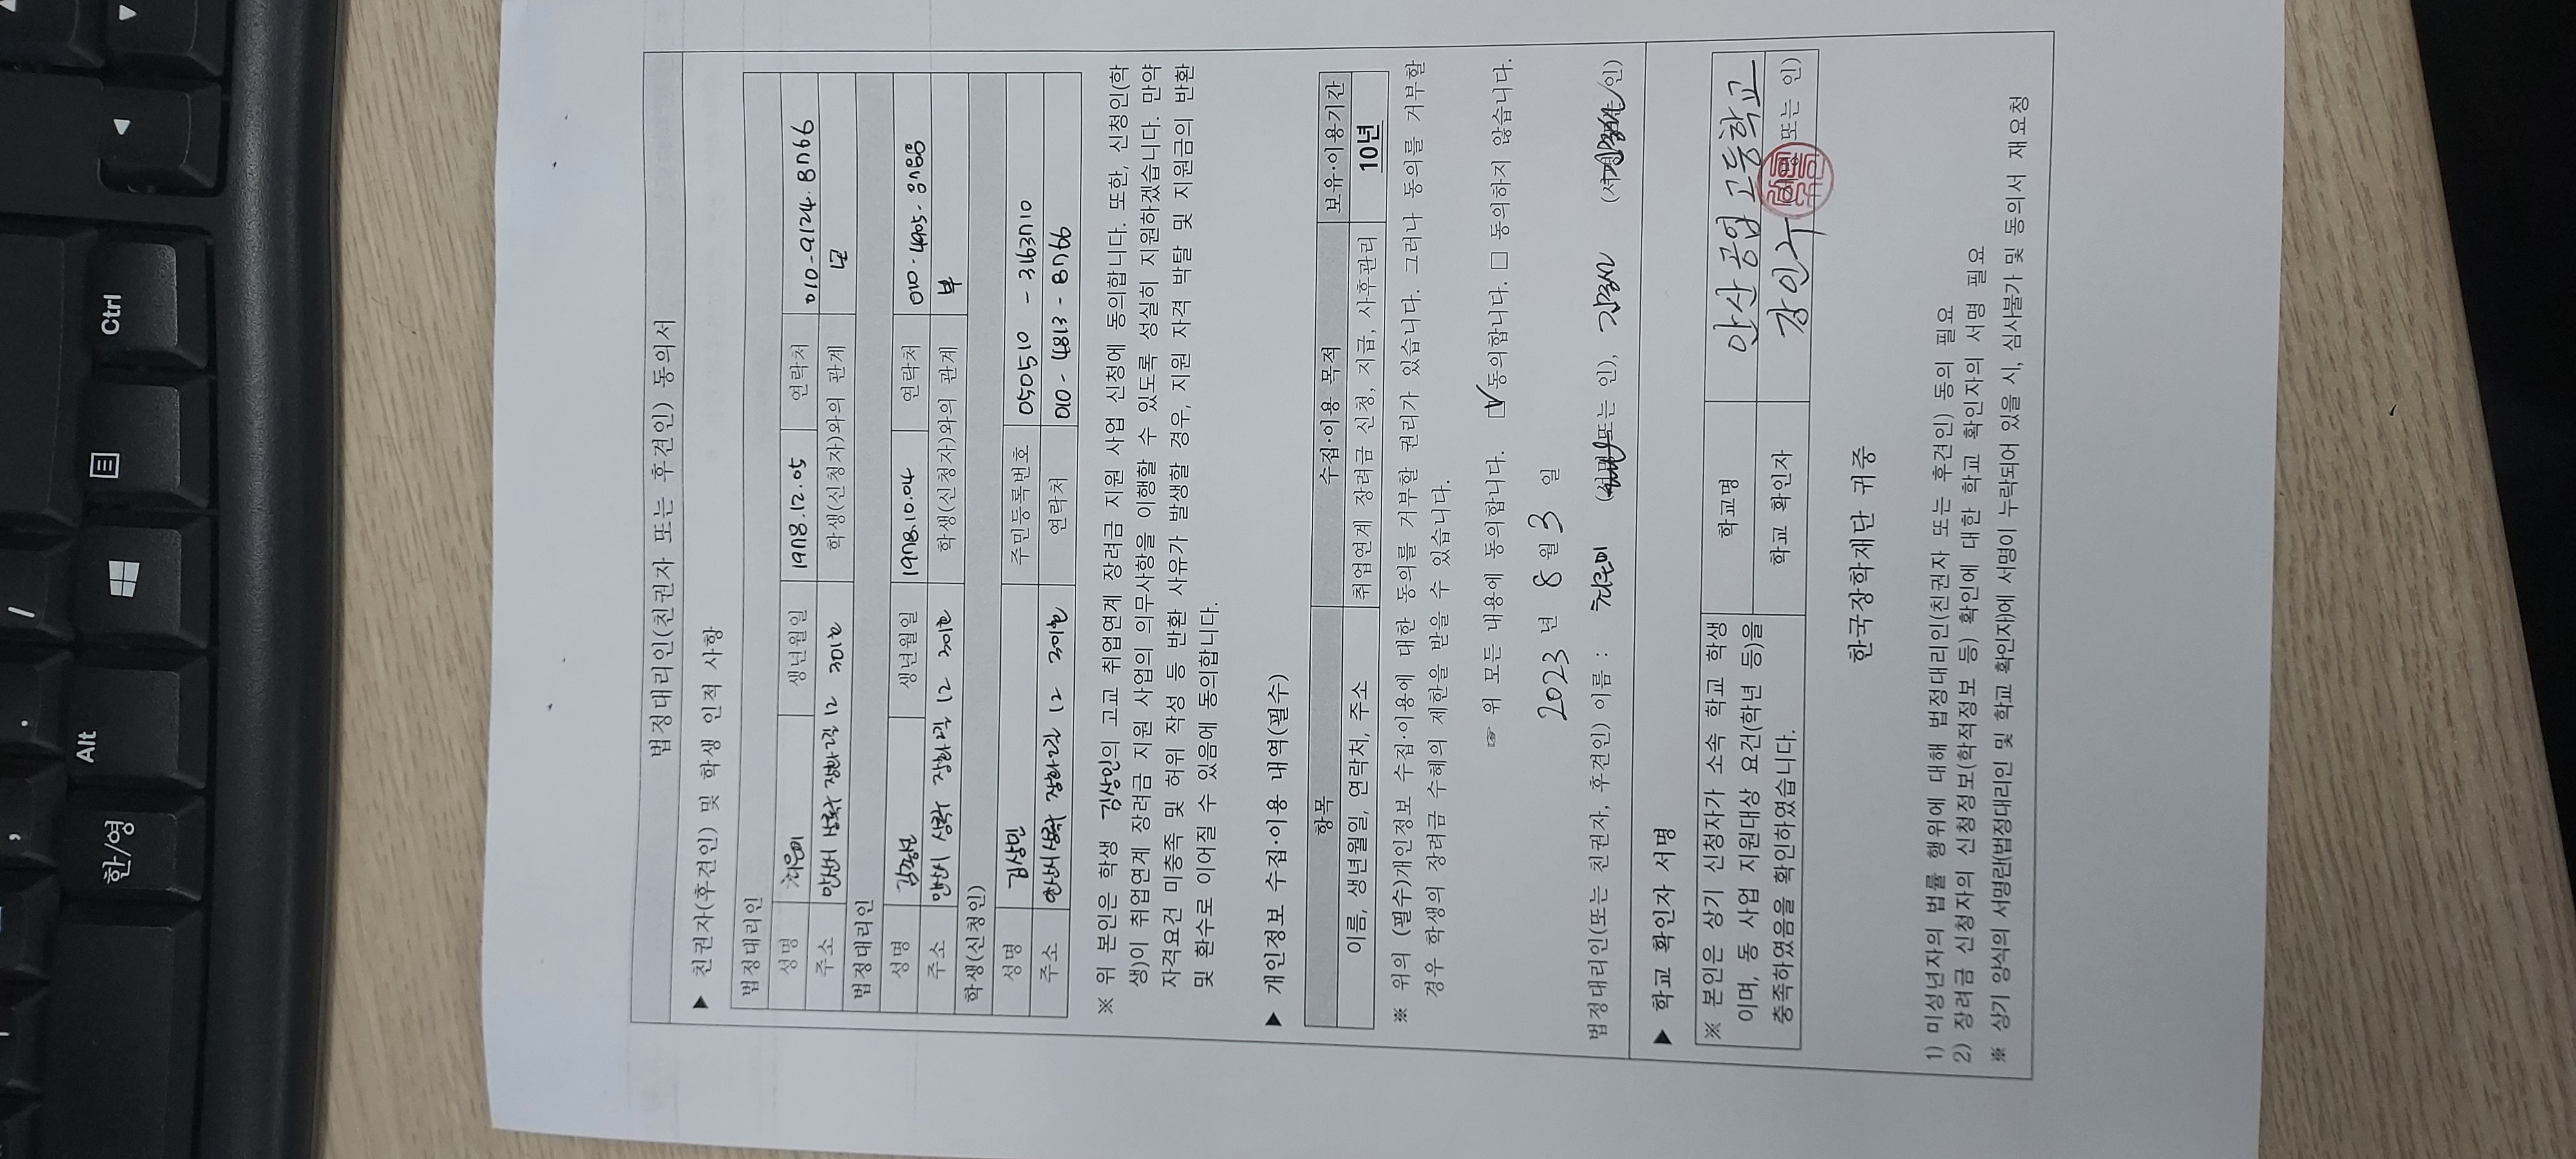 , . /
한/영 Alt Ctrl
법정대리인(친권자 또는 후견인) 동의서
▶ 친권자(후견인) 및 학생 인적 사항
법정대리인
성명 최은미 생년월일 1978.12.05 연락처 010-9124.8766
주소 안산시 상록구 장화2길 12 301호 학생(신청자)와의 관계 모
법정대리인
성명 생년월일 1978.10.04 연락처 010-4905-
주소 안산시 상록구 장화2길 12 301호 학생(신청자)와의 관계 부
학생(신청인)
성명 김상민 주민등록번호 050510 - 3163710
주소 안산시 상록구 장화2길 12 301호 연락처 010 - 4813 - 8766
※ 위 본인은 학생 김상민의 고교 취업연계 장려금 지원 사업 신청에 동의합니다. 또한, 신청인(학
생)이 취업연계 장려금 지원 사업의 의무사항을 이행할 수 있도록 성실히 지원하겠습니다. 만약
자격요건 미충족 및 허위 작성 등 반환 사유가 발생할 경우, 지원 자격 박탈 및 지원금의 반환
및 환수로 이어질 수 있음에 동의합니다.
▶ 개인정보 수집·이용 내역(필수)
항목 수집·이용 목적 보유·이용기간
이름, 생년월일, 연락처, 주소 취업연계 장려금 신청, 지급, 사후관리 10년
※ 위의 (필수)개인정보 수집·이용에 대한 동의를 거부할 권리가 있습니다. 그러나 동의를 거부할
경우 학생의 장려금 수혜의 제한을 받을 수 있습니다.
☞ 위 모든 내용에 동의합니다. ☑ 동의합니다. □ 동의하지 않습니다.
2023 년 8 월 3 일
법정대리인(또는 친권자, 후견인) 이름 : 최은미 (서명 또는 인), (서명 또는 인)
▶ 학교 확인자 서명
※ 본인은 상기 신청자가 소속 학교 학생 학교명 안산공업고등학교
이며, 동 사업 지원대상 요건(학년 등)을
충족하였음을 확인하였습니다. 학교 확인자 강인구 (서명 또는 인)
한국장학재단 귀중
1) 미성년자의 법률 행위에 대해 법정대리인(친권자 또는 후견인) 동의 필요
2) 장려금 신청자의 신청정보(학적정보 등) 확인에 대한 학교 확인자의 서명 필요
※ 상기 양식의 서명란(법정대리인 및 학교 확인자)에 서명이 누락되어 있을 시, 심사불가 및 동의서 재요청